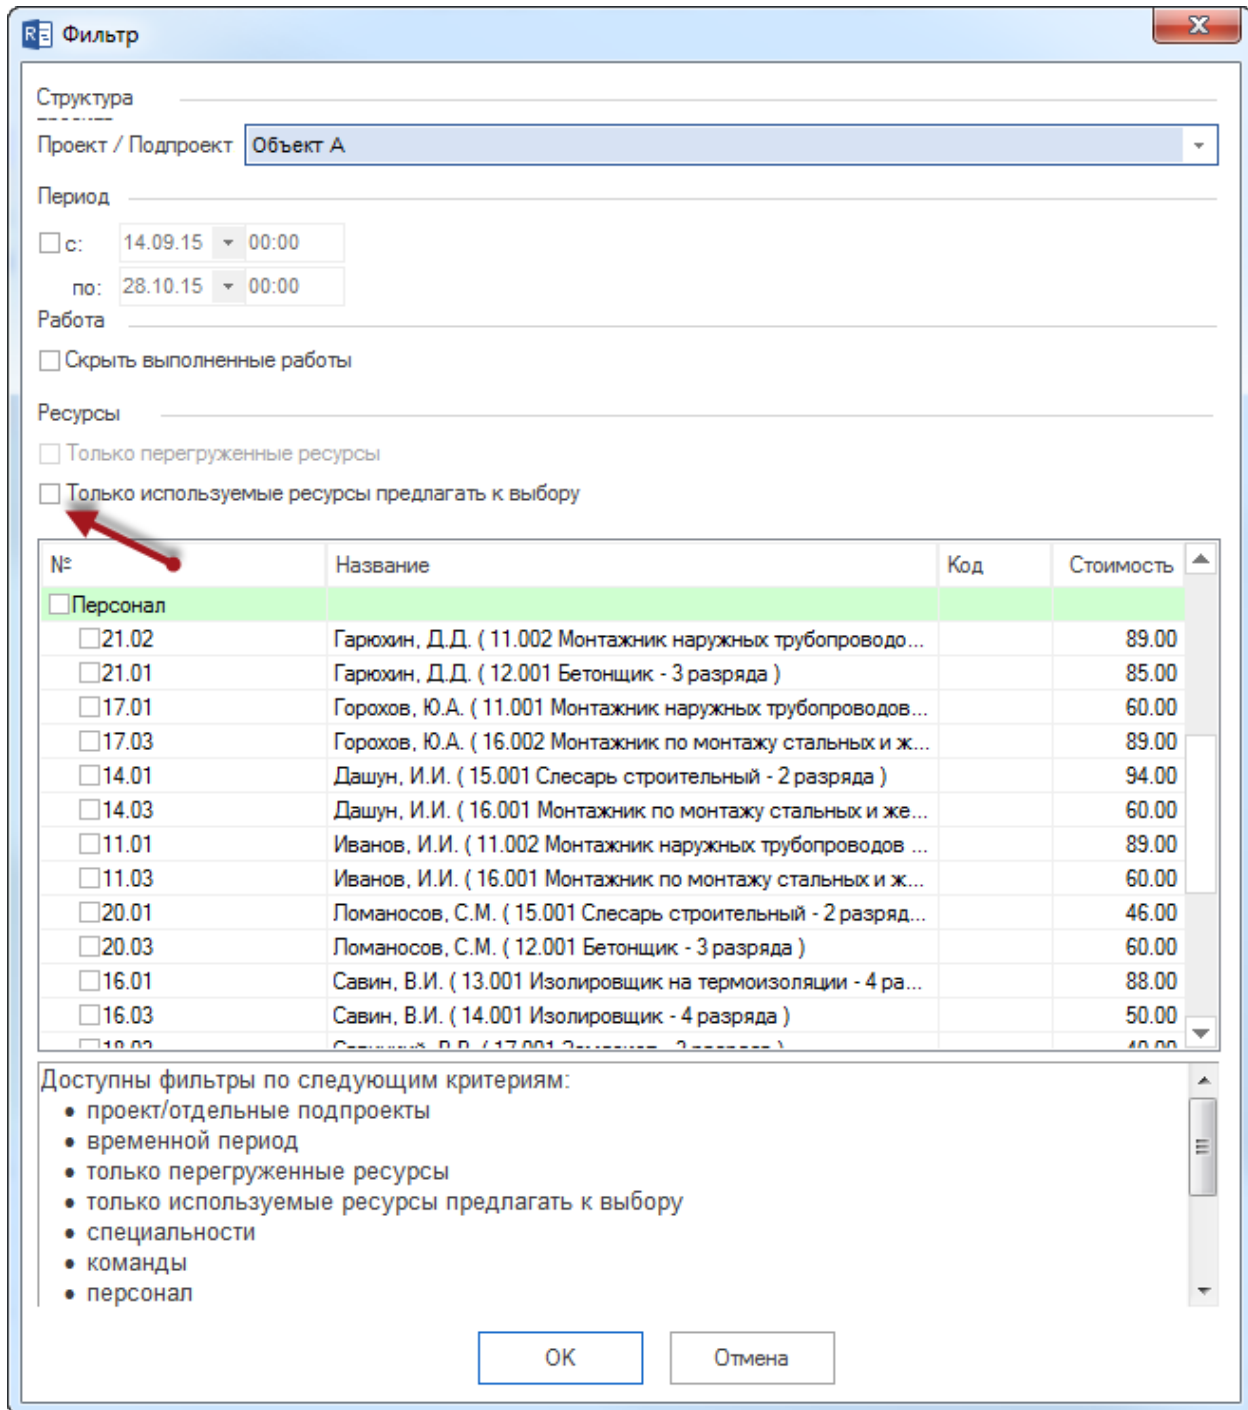 Фильтр
Структура
Проект / Подпроект Объект А
Период
с: 14.09.15 00:00
по: 28.10.15 00:00
Работа
Скрыть выполненные работы
Ресурсы
Только перегруженные ресурсы
Только используемые ресурсы предлагать к выбору
№ Название Код Стоимость
Персонал
21.02 Гарюхин, Д.Д. ( 11.002 Монтажник наружных трубопроводо... 89.00
21.01 Гарюхин, Д.Д. ( 12.001 Бетонщик - 3 разряда ) 85.00
17.01 Горохов, Ю.А. ( 11.001 Монтажник наружных трубопроводов... 60.00
17.03 Горохов, Ю.А. ( 16.002 Монтажник по монтажу стальных и ж... 89.00
14.01 Дашун, И.И. ( 15.001 Слесарь строительный - 2 разряда ) 94.00
14.03 Дашун, И.И. ( 16.001 Монтажник по монтажу стальных и же... 60.00
11.01 Иванов, И.И. ( 11.002 Монтажник наружных трубопроводов ... 89.00
11.03 Иванов, И.И. ( 16.001 Монтажник по монтажу стальных и ж... 60.00
20.01 Ломаносов, С.М. ( 15.001 Слесарь строительный - 2 разряд... 46.00
20.03 Ломаносов, С.М. ( 12.001 Бетонщик - 3 разряда ) 60.00
16.01 Савин, В.И. ( 13.001 Изолировщик на термоизоляции - 4 ра... 88.00
16.03 Савин, В.И. ( 14.001 Изолировщик - 4 разряда ) 50.00
Доступны фильтры по следующим критериям:
• проект/отдельные подпроекты
• временной период
• только перегруженные ресурсы
• только используемые ресурсы предлагать к выбору
• специальности
• команды
• персонал
OK Отмена